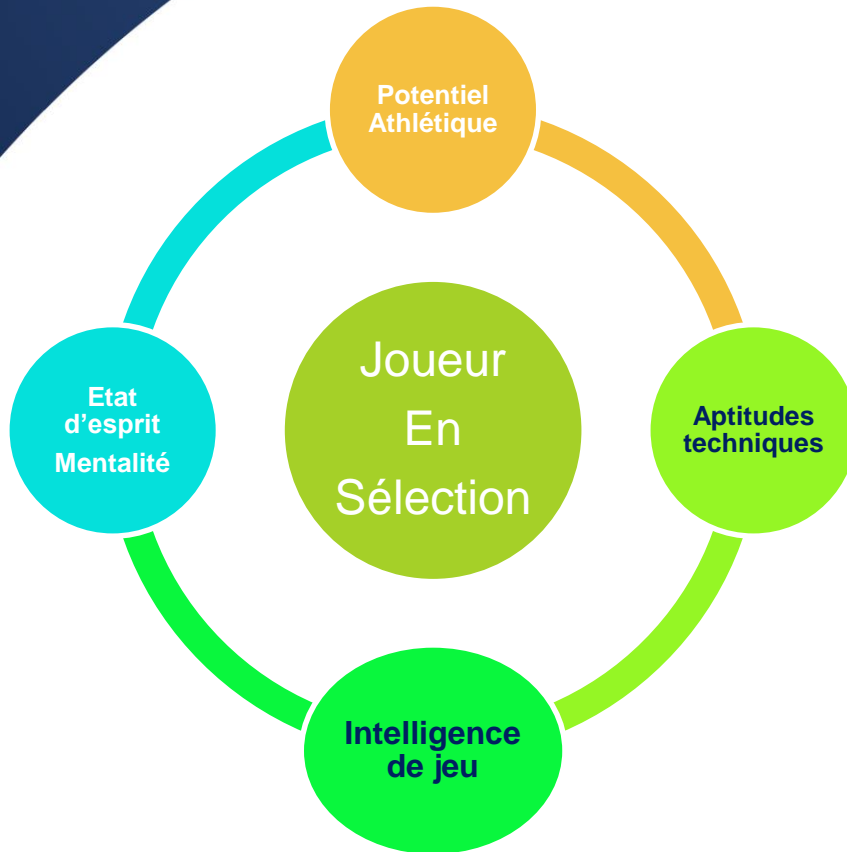 Potentiel
Athlétique
Etat
d’esprit
Mentalité
Joueur
En
Sélection
Aptitudes
techniques
Intelligence
de jeu